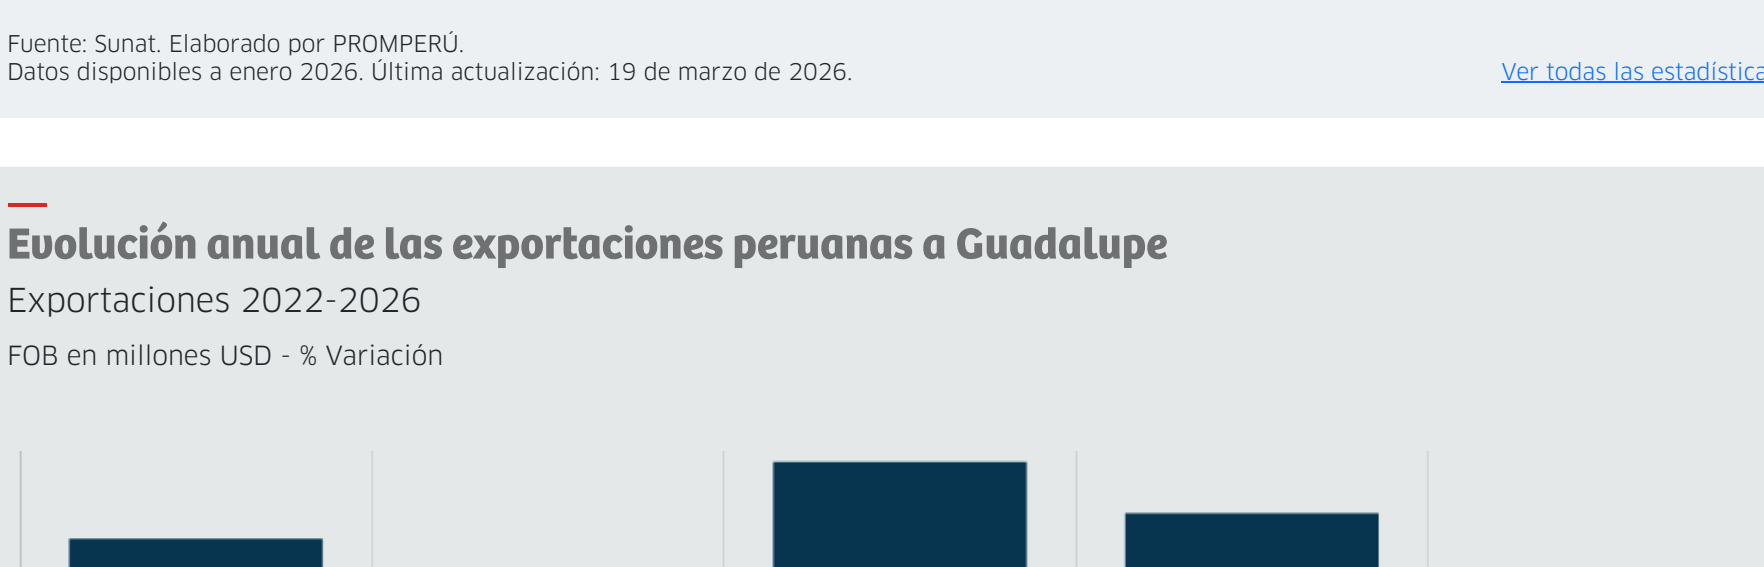 Fuente: Sunat. Elaborado por PROMPERÚ.
Datos disponibles a enero 2026. Última actualización: 19 de marzo de 2026.
Ver todas las
Evolución anual de las exportaciones peruanas a Guadalupe
Exportaciones 2022-2026
FOB en millones USD - % Variación